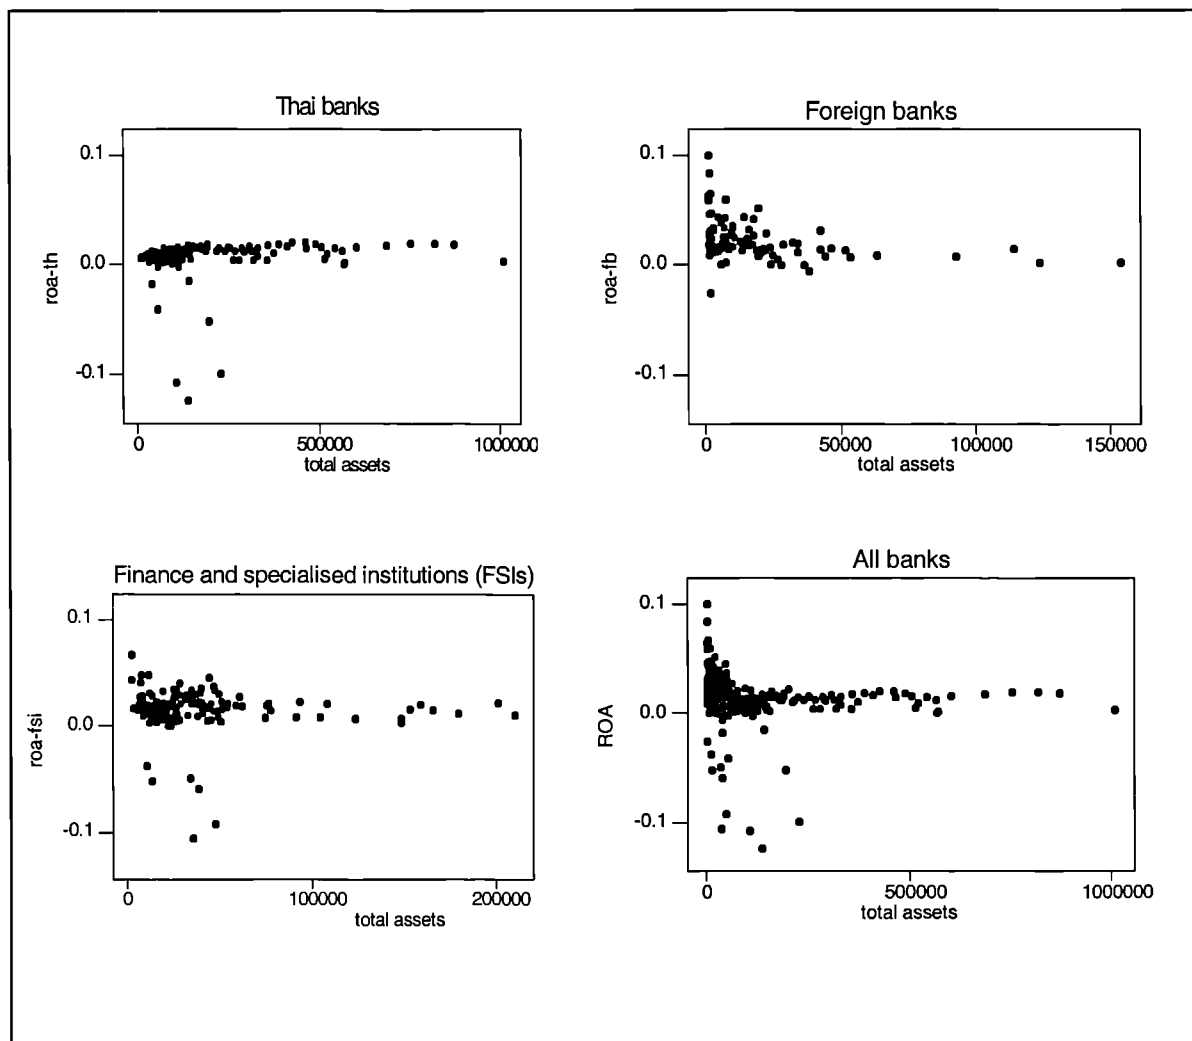 Thai banks
0.1
0.0
-0.1
roa-th
0 500000 1000000
total assets
Foreign banks
0.1
0.0
-0.1
roa-fb
0 50000 100000 150000
total assets
Finance and specialised institutions (FSIs)
0.1
0.0
-0.1
roa-fsi
0 100000 200000
total assets
All banks
0.1
0.0
-0.1
ROA
0 500000 1000000
total assets